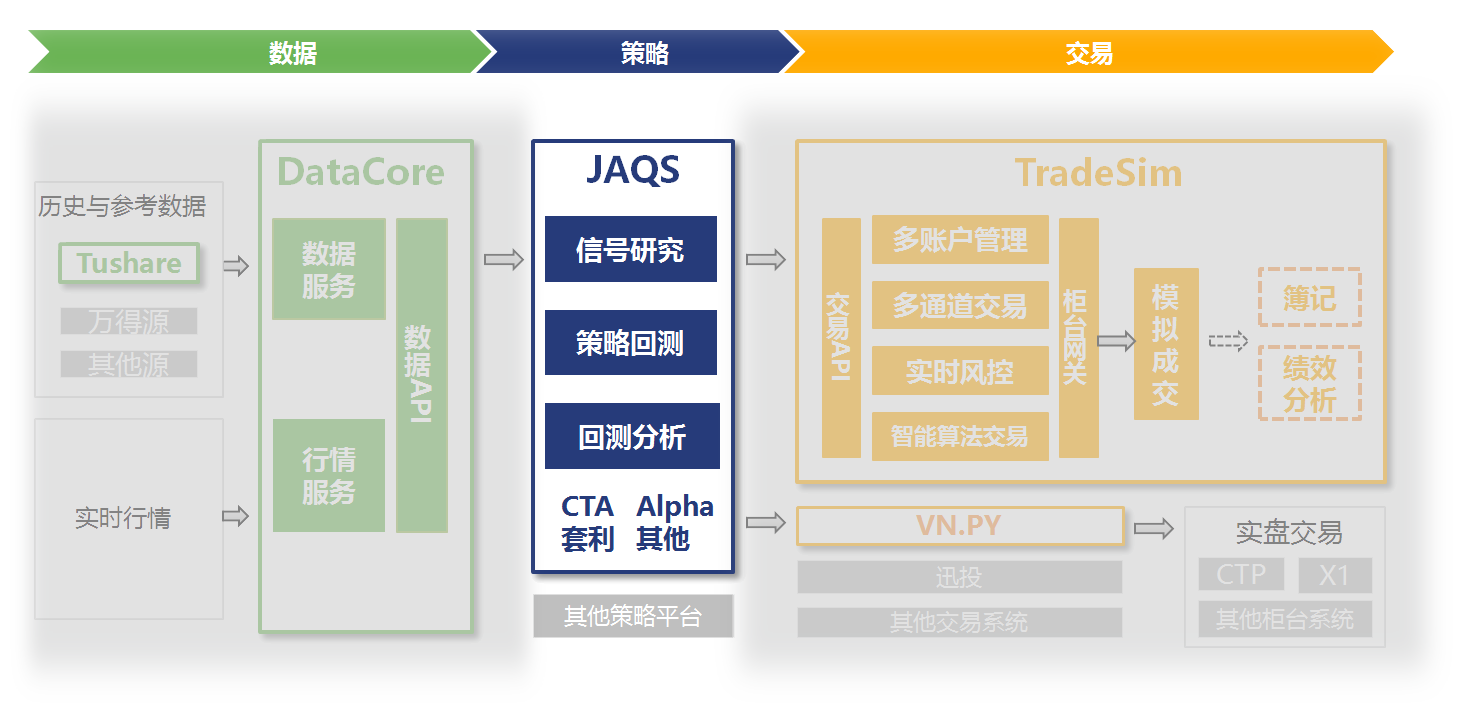 数据
策略
交易
历史与参考数据
Tushare
万得源
其他源
实时行情
DataCore
数据
服务
行情
服务
数据API
JAQS
信号研究
策略回测
回测分析
CTA Alpha
套利 其他
其他策略平台
TradeSim
交易API
多账户管理
多通道交易
实时风控
智能算法交易
柜台网关
模拟成交
簿记
绩效
分析
VN.PY
迅投
其他交易系统
实盘交易
CTP
X1
其他柜台系统